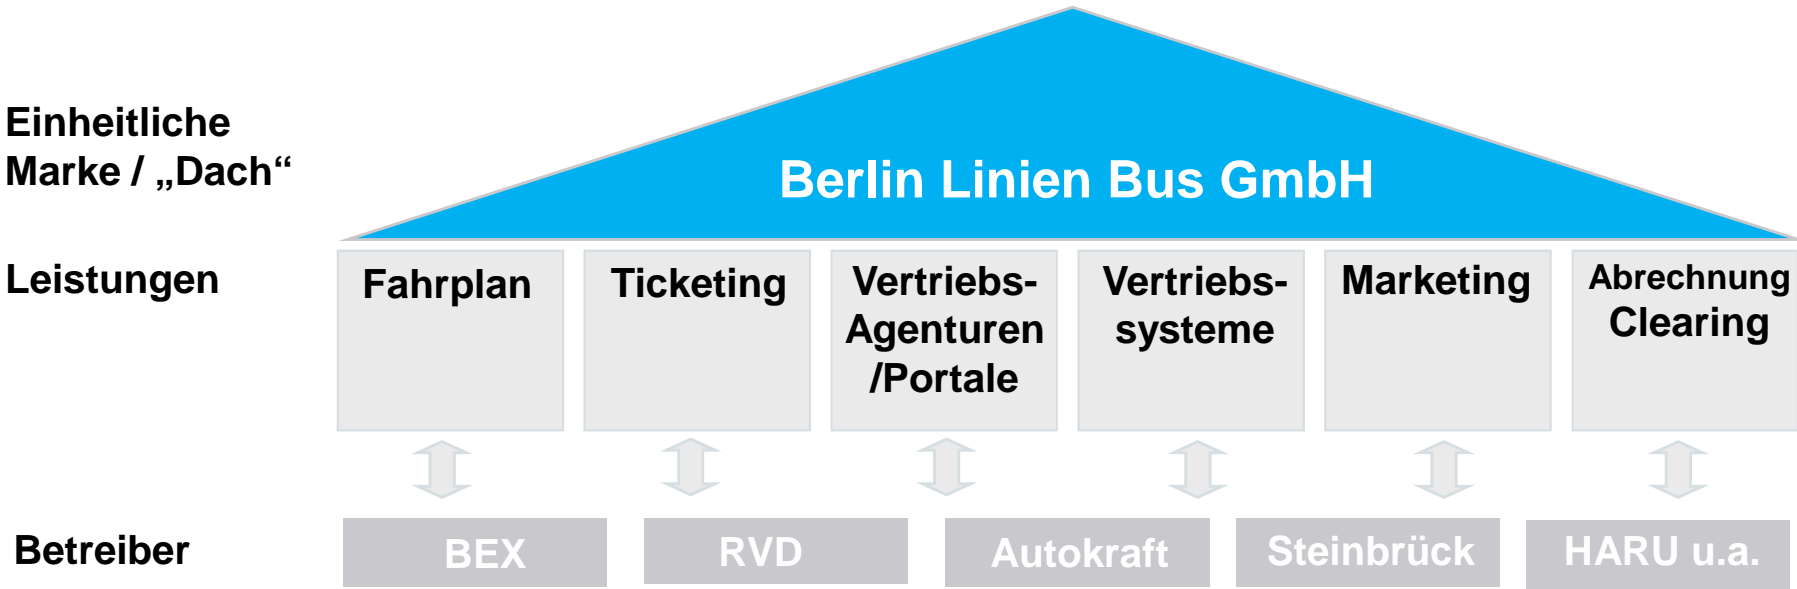 Einheitliche
Marke / „Dach“
Berlin Linien Bus GmbH
Leistungen
Fahrplan
Ticketing
Vertriebs-
Agenturen
/Portale
Vertriebs-
systeme
Marketing
Abrechnung
Clearing
Betreiber
BEX
RVD
Autokraft
Steinbrück
HARU u.a.